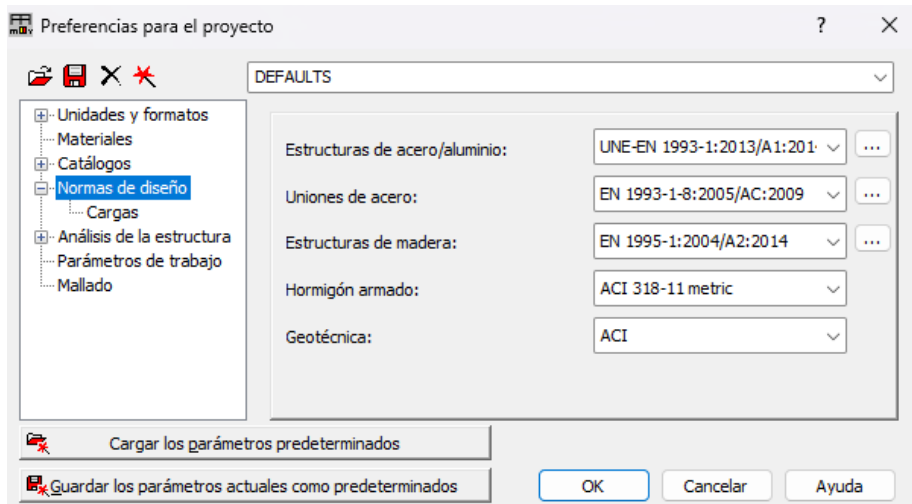 Preferencias para el proyecto
?
DEFAULTS
Unidades y formatos
Materiales
Catálogos
Normas de diseño
Cargas
Análisis de la estructura
Parámetros de trabajo
Mallado
Estructuras de acero/aluminio: UNE-EN 1993-1:2013/A1:201 ...
Uniones de acero: EN 1993-1-8:2005/AC:2009 ...
Estructuras de madera: EN 1995-1:2004/A2:2014 ...
Hormigón armado: ACI 318-11 metric
Geotécnica: ACI
Cargar los parámetros predeterminados
Guardar los parámetros actuales como predeterminados
OK Cancelar Ayuda